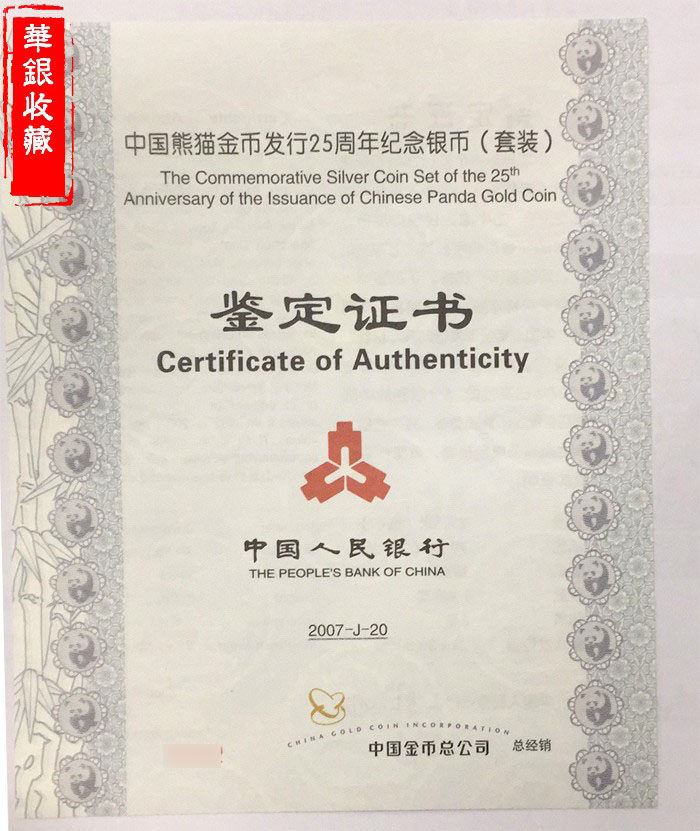 華銀收藏
中国熊猫金币发行25周年纪念银币（套装）
The Commemorative Silver Coin Set of the 25th
Anniversary of the Issuance of Chinese Panda Gold Coin
鉴定证书
Certificate of Authenticity
中国人民银行
THE PEOPLE'S BANK OF CHINA
2007-J-20
CHINA GOLD COIN INCORPORATION
中国金币总公司 总经销